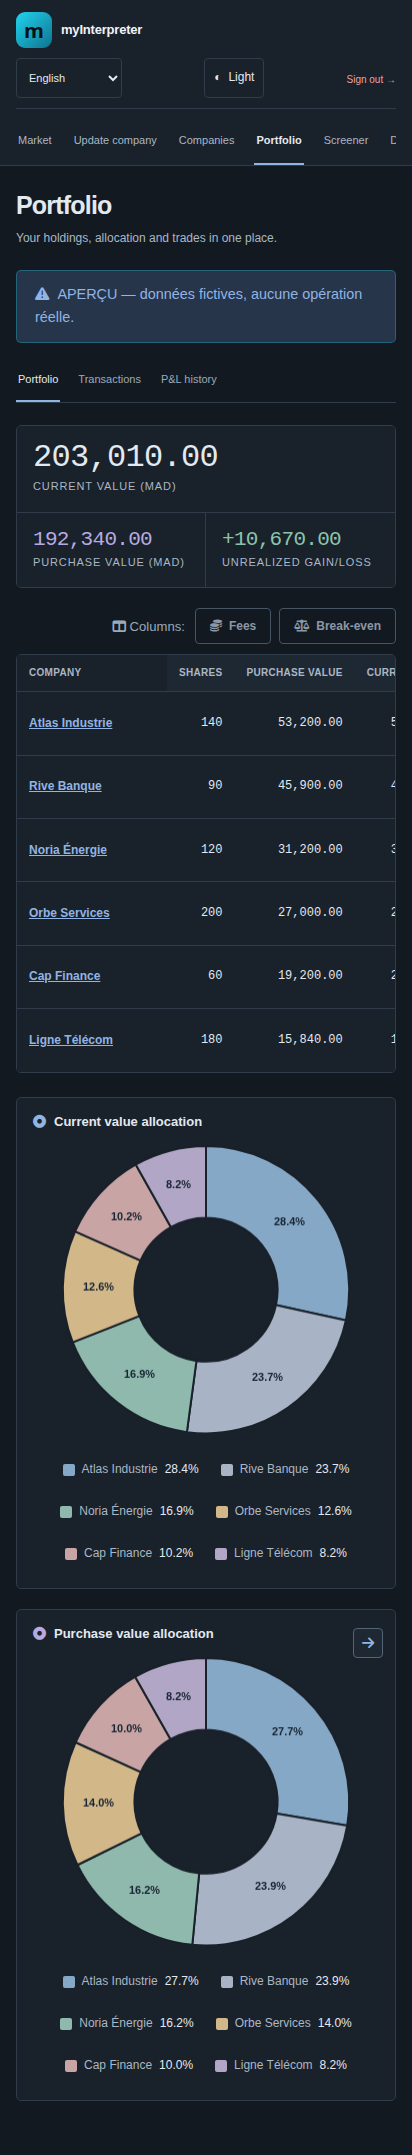 m myInterpreter
English Light Sign out →
Market Update company Companies Portfolio Screener D
Portfolio
Your holdings, allocation and trades in one place.
APERÇU — données fictives, aucune opération
réelle.
Portfolio Transactions P&L history
203,010.00
CURRENT VALUE (MAD)
192,340.00 +10,670.00
PURCHASE VALUE (MAD) UNREALIZED GAIN/LOSS
Columns: Fees Break-even
COMPANY SHARES PURCHASE VALUE CURR
Atlas Industrie 140 53,200.00
Rive Banque 90 45,900.00
Noria Énergie 120 31,200.00
Orbe Services 200 27,000.00
Cap Finance 60 19,200.00
Ligne Télécom 180 15,840.00
Current value allocation
8.2%
10.2% 28.4%
12.6%
16.9% 23.7%
Atlas Industrie 28.4% Rive Banque 23.7%
Noria Énergie 16.9% Orbe Services 12.6%
Cap Finance 10.2% Ligne Télécom 8.2%
Purchase value allocation
8.2%
10.0% 27.7%
14.0%
16.2% 23.9%
Atlas Industrie 27.7% Rive Banque 23.9%
Noria Énergie 16.2% Orbe Services 14.0%
Cap Finance 10.0% Ligne Télécom 8.2%